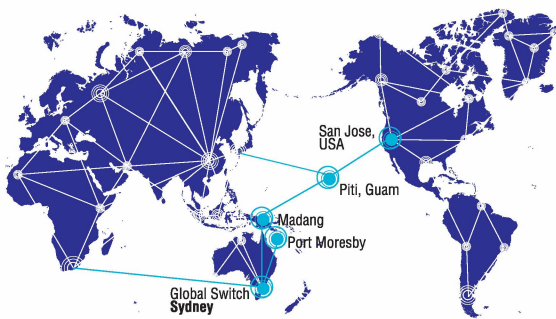 San Jose,
USA
Piti, Guam
Madang
Port Moresby
Global Switch
Sydney